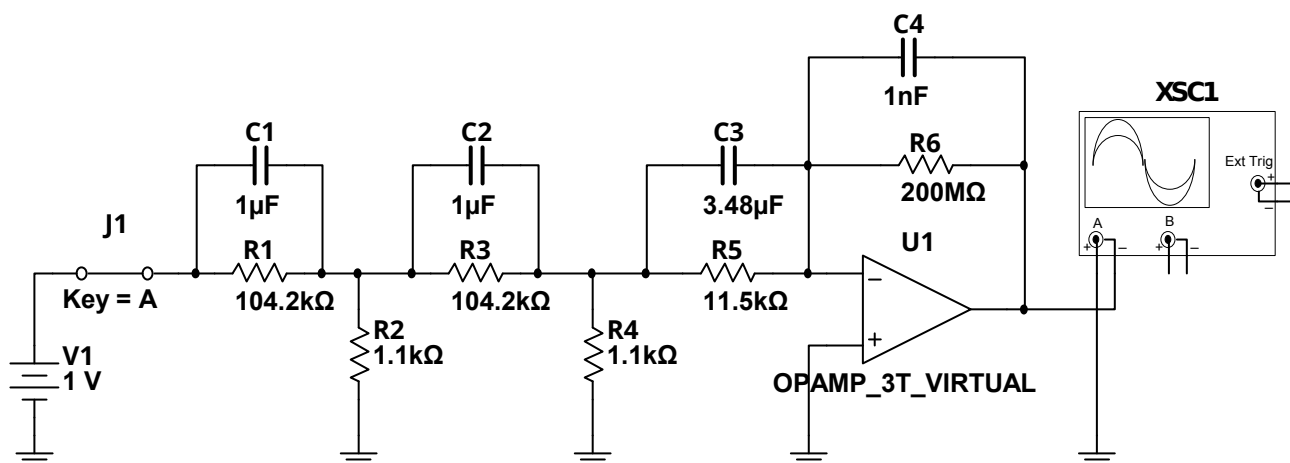 C4
1nF
XSC1
C1
C2
C3
R6
Ext Trig
+
1µF
1µF
3.48µF
200MΩ
−
J1
A
B
R1
R3
R5
U1
+
−
+
−
Key = A
104.2kΩ
104.2kΩ
11.5kΩ
−
R2
R4
+
1.1kΩ
1.1kΩ
V1
1 V
OPAMP_3T_VIRTUAL